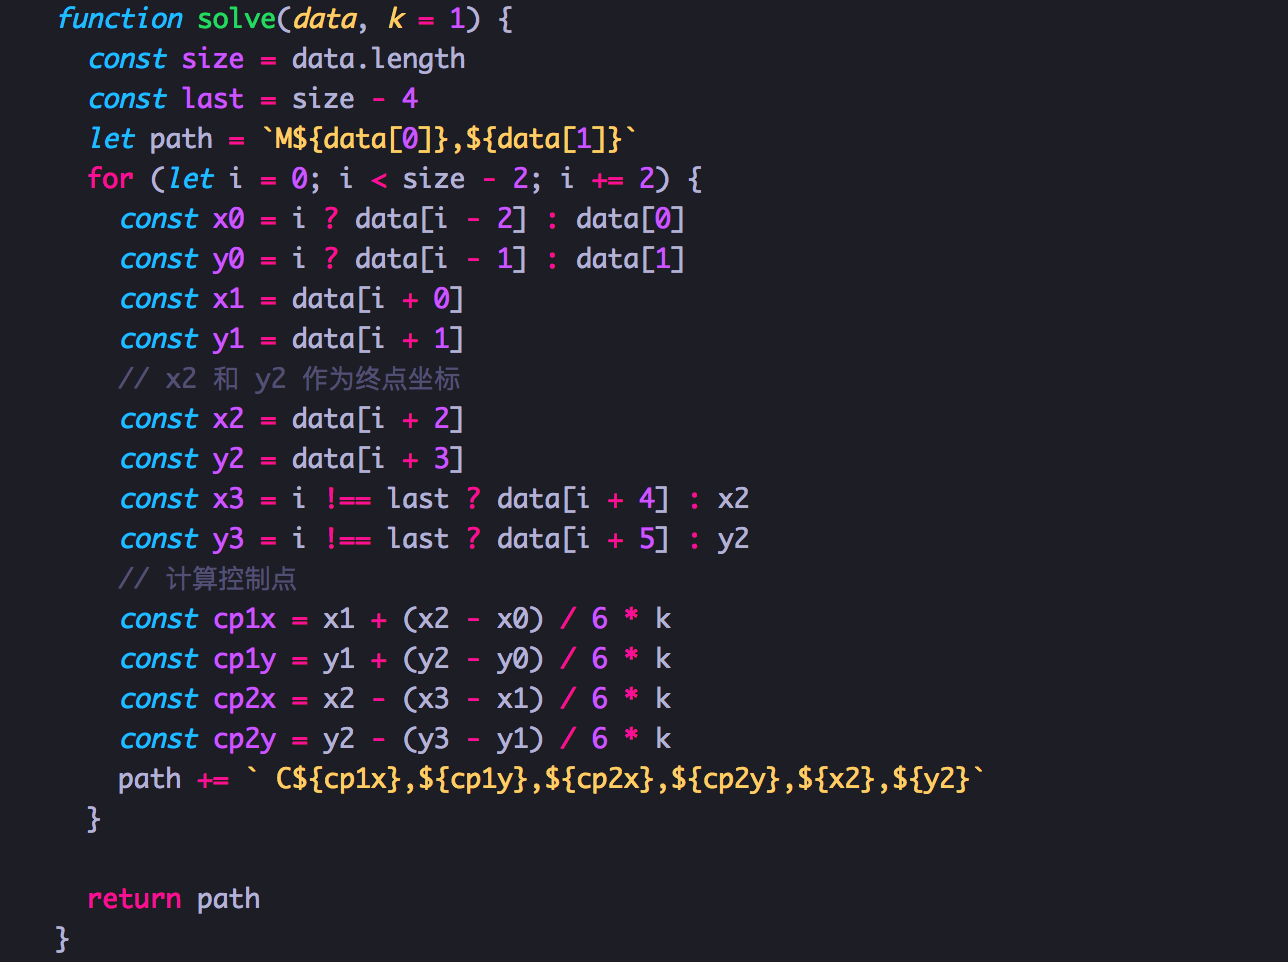 function solve(data, k = 1) {
  const size = data.length
  const last = size - 4
  let path = `M${data[0]},${data[1]}`
  for (let i = 0; i < size - 2; i += 2) {
    const x0 = i ? data[i - 2] : data[0]
    const y0 = i ? data[i - 1] : data[1]
    const x1 = data[i + 0]
    const y1 = data[i + 1]
    // x2 和 y2 作为终点坐标
    const x2 = data[i + 2]
    const y2 = data[i + 3]
    const x3 = i !== last ? data[i + 4] : x2
    const y3 = i !== last ? data[i + 5] : y2
    // 计算控制点
    const cp1x = x1 + (x2 - x0) / 6 * k
    const cp1y = y1 + (y2 - y0) / 6 * k
    const cp2x = x2 - (x3 - x1) / 6 * k
    const cp2y = y2 - (y3 - y1) / 6 * k
    path += ` C${cp1x},${cp1y},${cp2x},${cp2y},${x2},${y2}`
  }

  return path
}